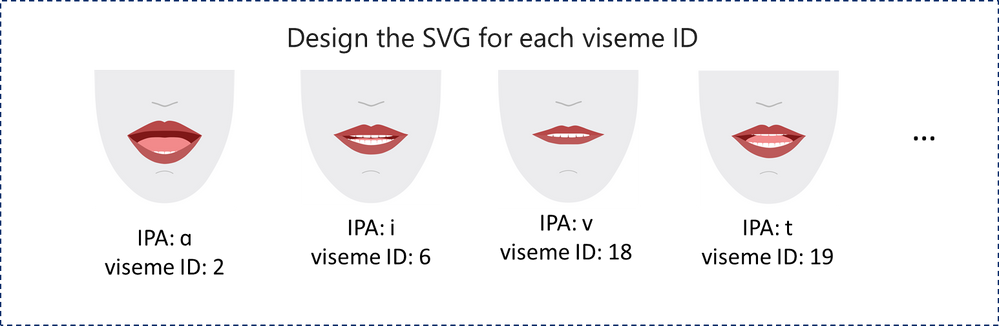 Design the SVG for each viseme ID
IPA: ɑ
viseme ID: 2
IPA: i
viseme ID: 6
IPA: v
viseme ID: 18
IPA: t
viseme ID: 19
...